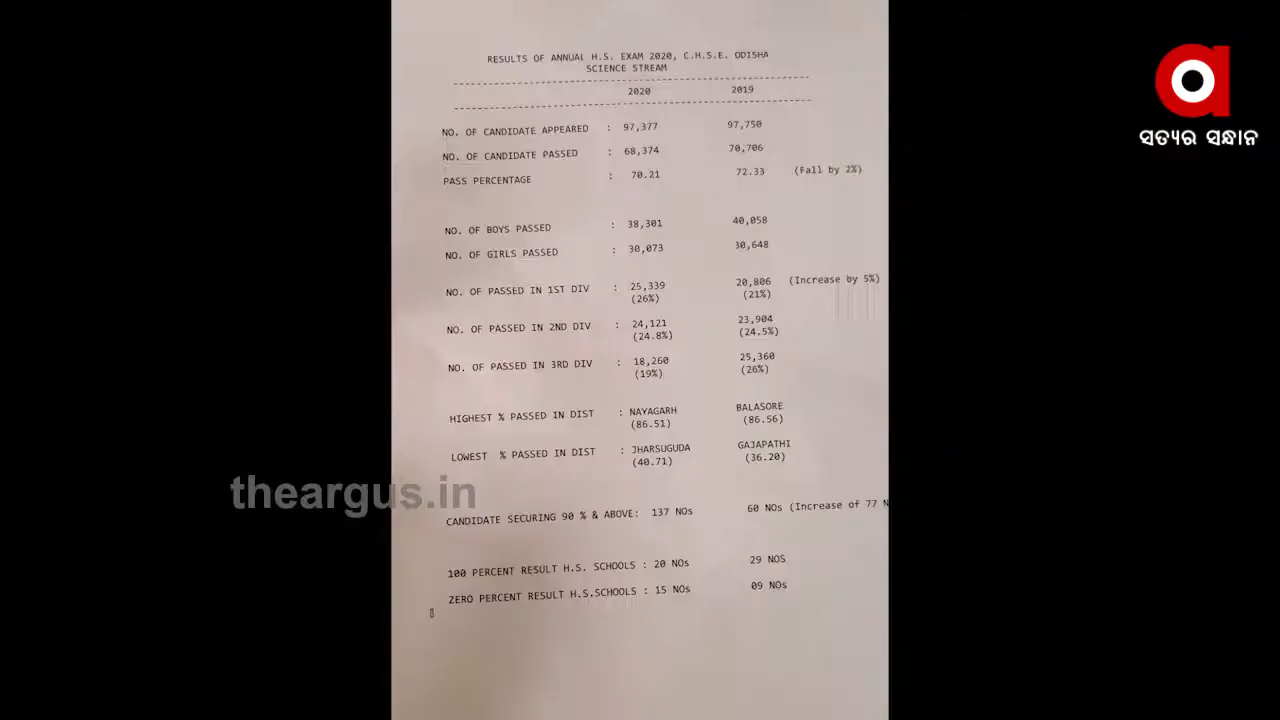 RESULTS OF ANNUAL H.S. EXAM 2020, C.H.S.E. ODISHA
SCIENCE STREAM
2020 2019
NO. OF CANDIDATE APPEARED : 97,377 97,750
NO. OF CANDIDATE PASSED : 68,374 70,706
PASS PERCENTAGE : 70.21 72.33 (Fall by 2%)
NO. OF BOYS PASSED : 38,301 40,058
NO. OF GIRLS PASSED : 30,073 30,648
NO. OF PASSED IN 1ST DIV : 25,339 20,806 (Increase by 5%)
(26%) (21%)
NO. OF PASSED IN 2ND DIV : 24,121 23,904
(24.8%) (24.5%)
NO. OF PASSED IN 3RD DIV : 18,260 25,360
(19%) (26%)
HIGHEST % PASSED IN DIST : NAYAGARH BALASORE
(86.51) (86.56)
LOWEST % PASSED IN DIST : JHARSUGUDA GAJAPATHI
(40.71) (36.20)
CANDIDATE SECURING 90 % & ABOVE: 137 NOs 60 NOs (Increase of 77 N
100 PERCENT RESULT H.S. SCHOOLS : 20 NOs 29 NOS
ZERO PERCENT RESULT H.S.SCHOOLS : 15 NOs 09 NOs
theargus.in
ସତ୍ୟର ସନ୍ଧାନ